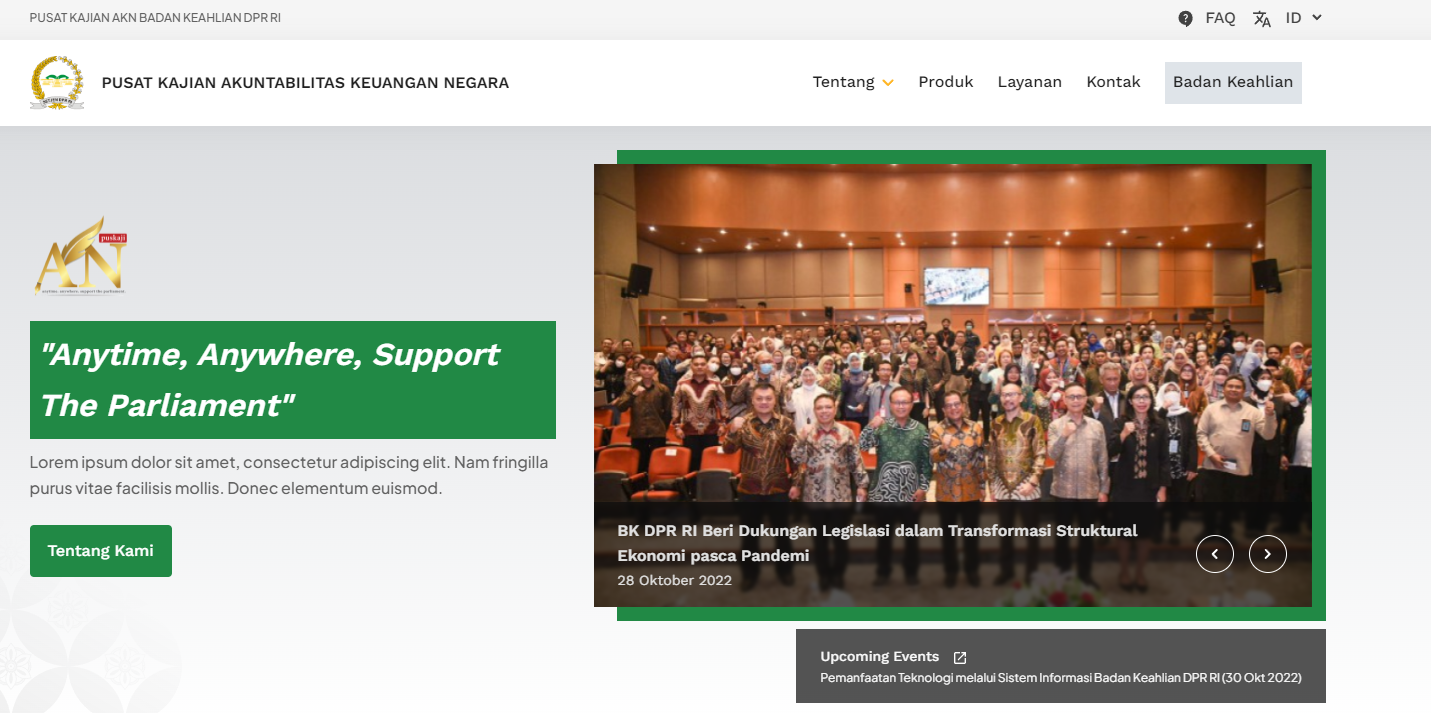 PUSAT KAJIAN AKN BADAN KEAHLIAN DPR RI
FAQ
ID
PUSAT KAJIAN AKUNTABILITAS KEUANGAN NEGARA
Tentang
Produk
Layanan
Kontak
Badan Keahlian
puskaji
AKN
anytime, anywhere, support the parliament.
"Anytime, Anywhere, Support
The Parliament"
Lorem ipsum dolor sit amet, consectetur adipiscing elit. Nam fringilla
purus vitae facilisis mollis. Donec elementum euismod.
Tentang Kami
BK DPR RI Beri Dukungan Legislasi dalam Transformasi Struktural
Ekonomi pasca Pandemi
28 Oktober 2022
Upcoming Events
Pemanfaatan Teknologi melalui Sistem Informasi Badan Keahlian DPR RI (30 Okt 2022)